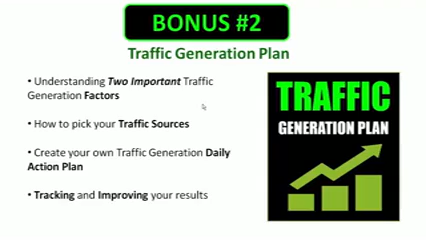 BONUS #2
Traffic Generation Plan
• Understanding Two Important Traffic
Generation Factors
• How to pick your Traffic Sources
• Create your own Traffic Generation Daily
Action Plan
• Tracking and Improving your results
TRAFFIC
GENERATION PLAN